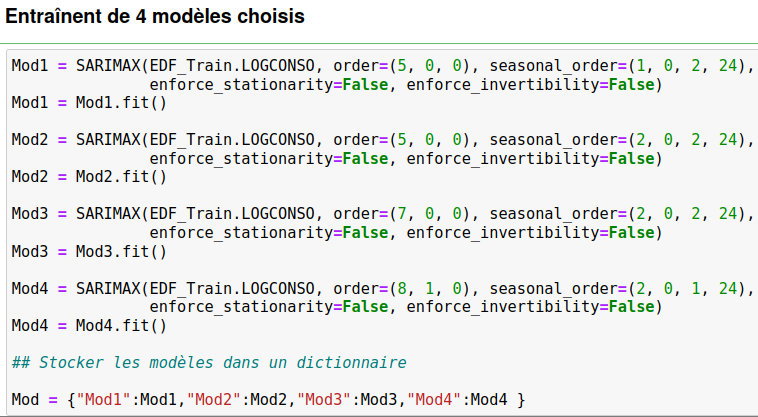 Entraînent de 4 modèles choisis
Mod1 = SARIMAX(EDF_Train.LOGCONSO, order=(5, 0, 0), seasonal_order=(1, 0, 2, 24),
enforce_stationarity=False, enforce_invertibility=False)
Mod1 = Mod1.fit()
Mod2 = SARIMAX(EDF_Train.LOGCONSO, order=(5, 0, 0), seasonal_order=(2, 0, 2, 24),
enforce_stationarity=False, enforce_invertibility=False)
Mod2 = Mod2.fit()
Mod3 = SARIMAX(EDF_Train.LOGCONSO, order=(7, 0, 0), seasonal_order=(2, 0, 2, 24),
enforce_stationarity=False, enforce_invertibility=False)
Mod3 = Mod3.fit()
Mod4 = SARIMAX(EDF_Train.LOGCONSO, order=(8, 1, 0), seasonal_order=(2, 0, 1, 24),
enforce_stationarity=False, enforce_invertibility=False)
Mod4 = Mod4.fit()
## Stocker les modèles dans un dictionnaire
Mod = {"Mod1":Mod1,"Mod2":Mod2,"Mod3":Mod3,"Mod4":Mod4 }